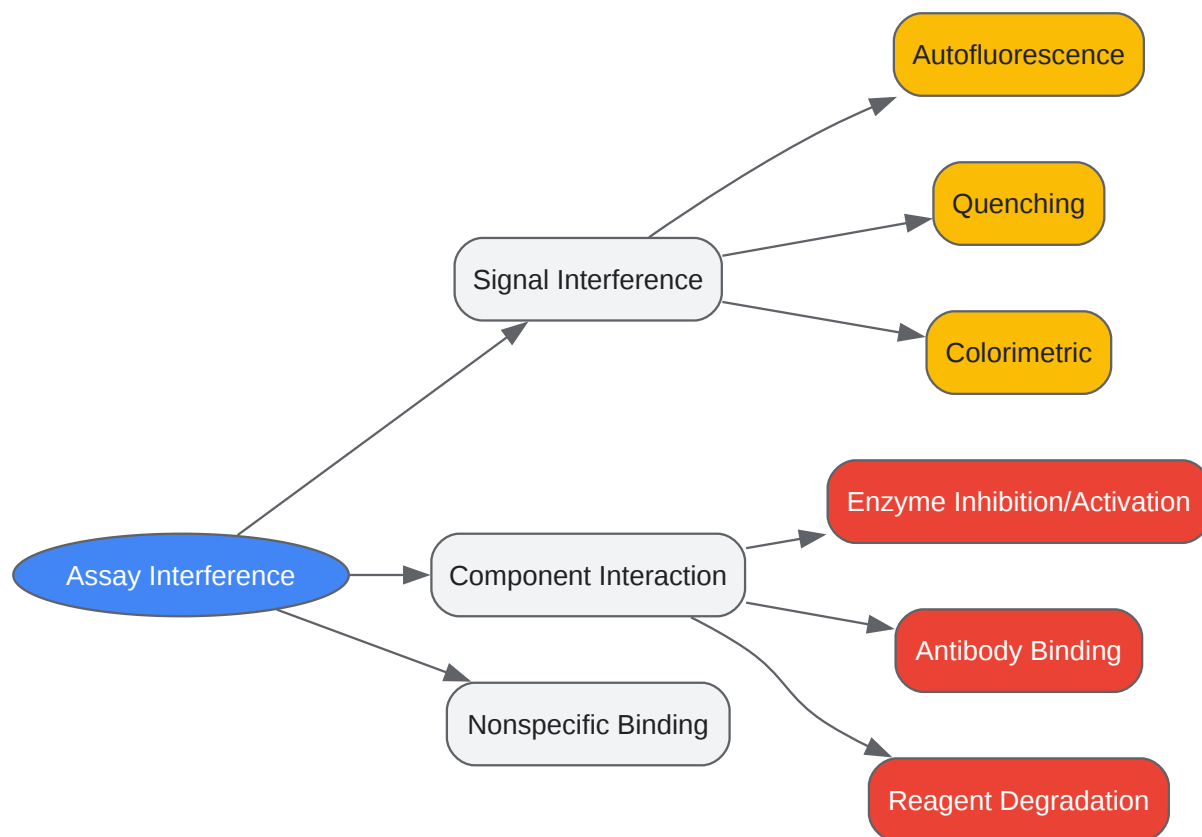 Autofluorescence
Quenching
Signal Interference
Colorimetric
Enzyme Inhibition/Activation
Assay Interference
Component Interaction
Antibody Binding
Nonspecific Binding
Reagent Degradation